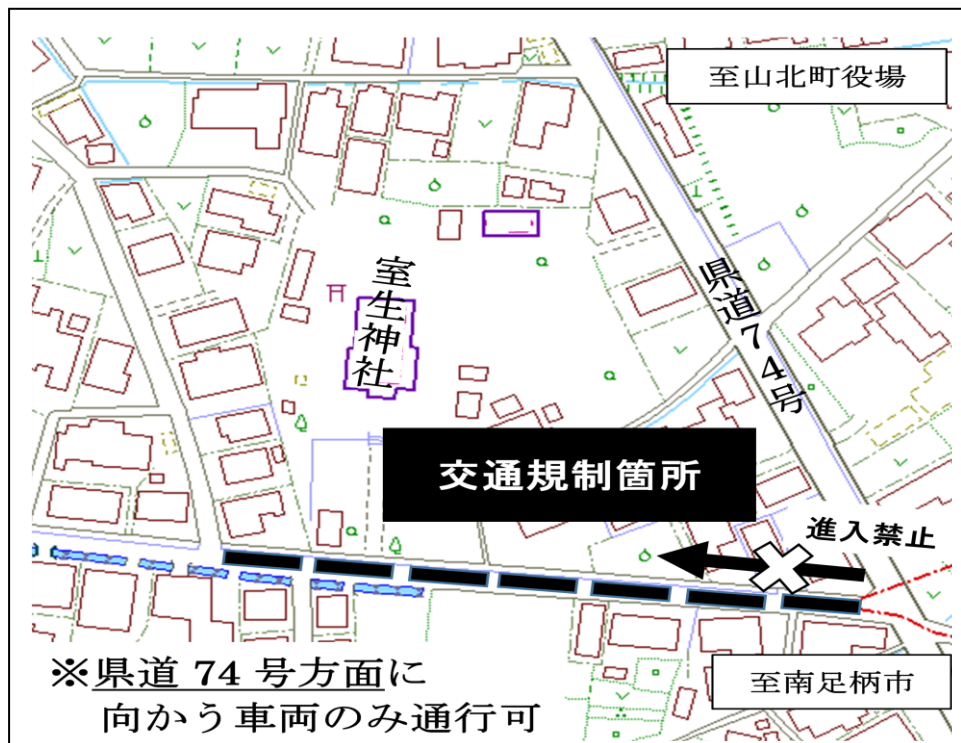 至山北町役場
県道74号
室生神社
交通規制箇所
進入禁止
至南足柄市
※県道 74 号方面に
向かう車両のみ通行可